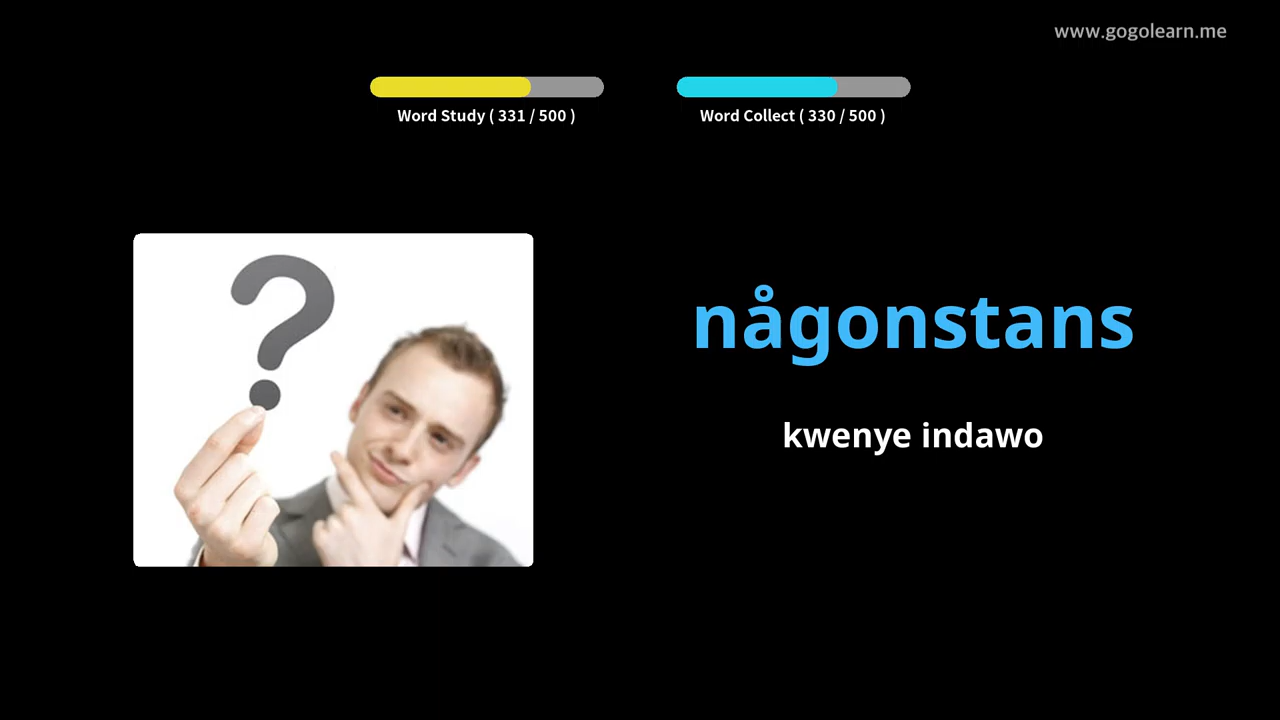 www.gogolearn.me
Word Study ( 331 / 500 )
Word Collect ( 330 / 500 )
någonstans
kwenye indawo